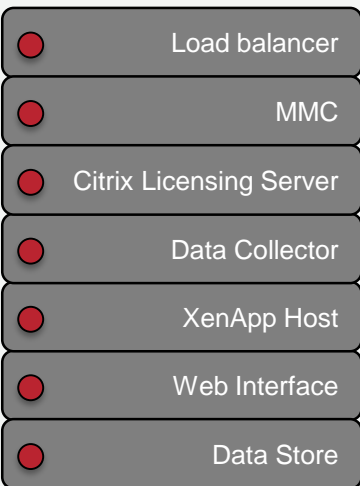 Load balancer
MMC
Citrix Licensing Server
Data Collector
XenApp Host
Web Interface
Data Store